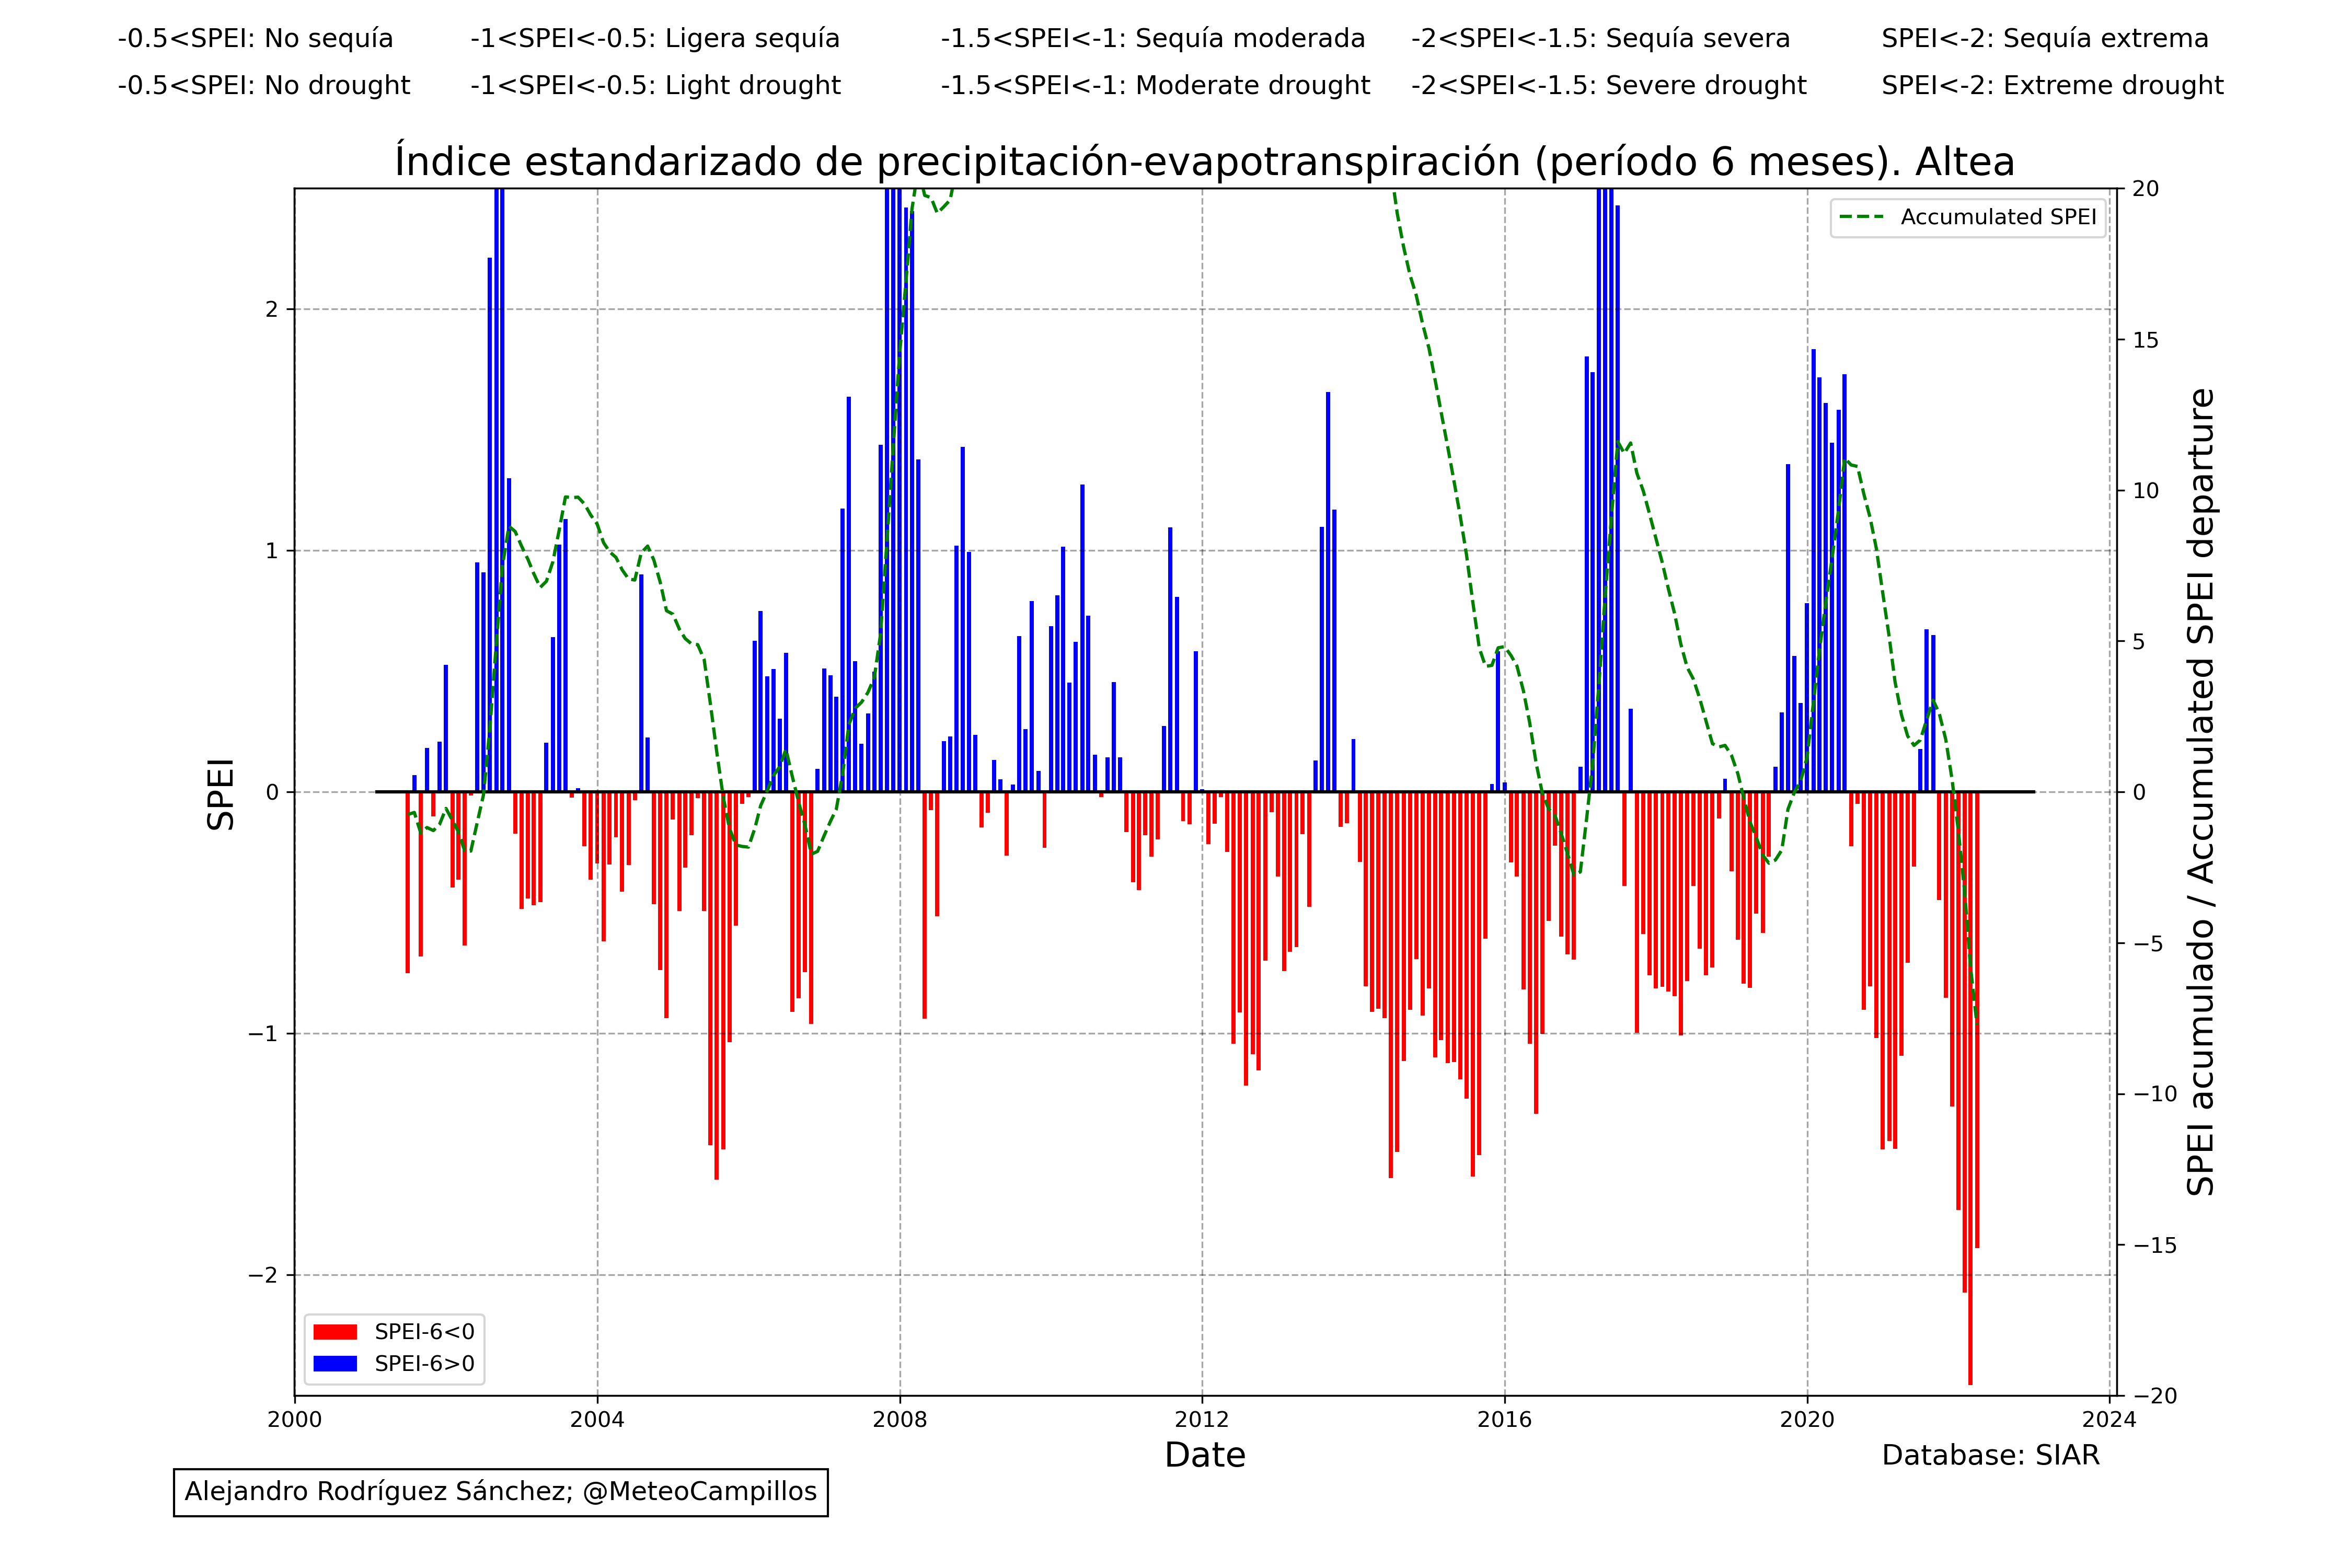 -0.5<SPEI: No sequía -1<SPEI<-0.5: Ligera sequía -1.5<SPEI<-1: Sequía moderada -2<SPEI<-1.5: Sequía severa SPEI<-2: Sequía extrema
-0.5<SPEI: No drought -1<SPEI<-0.5: Light drought -1.5<SPEI<-1: Moderate drought -2<SPEI<-1.5: Severe drought SPEI<-2: Extreme drought
Índice estandarizado de precipitación-evapotranspiración (período 6 meses). Altea
Accumulated SPEI
SPEI
2
1
0
−1
−2
20
15
10
5
0
−5
−10
−15
−20
SPEI acumulado / Accumulated SPEI departure
SPEI-6<0
SPEI-6>0
2000 2004 2008 2012 2016 2020 2024
Date
Database: SIAR
Alejandro Rodríguez Sánchez; @MeteoCampillos